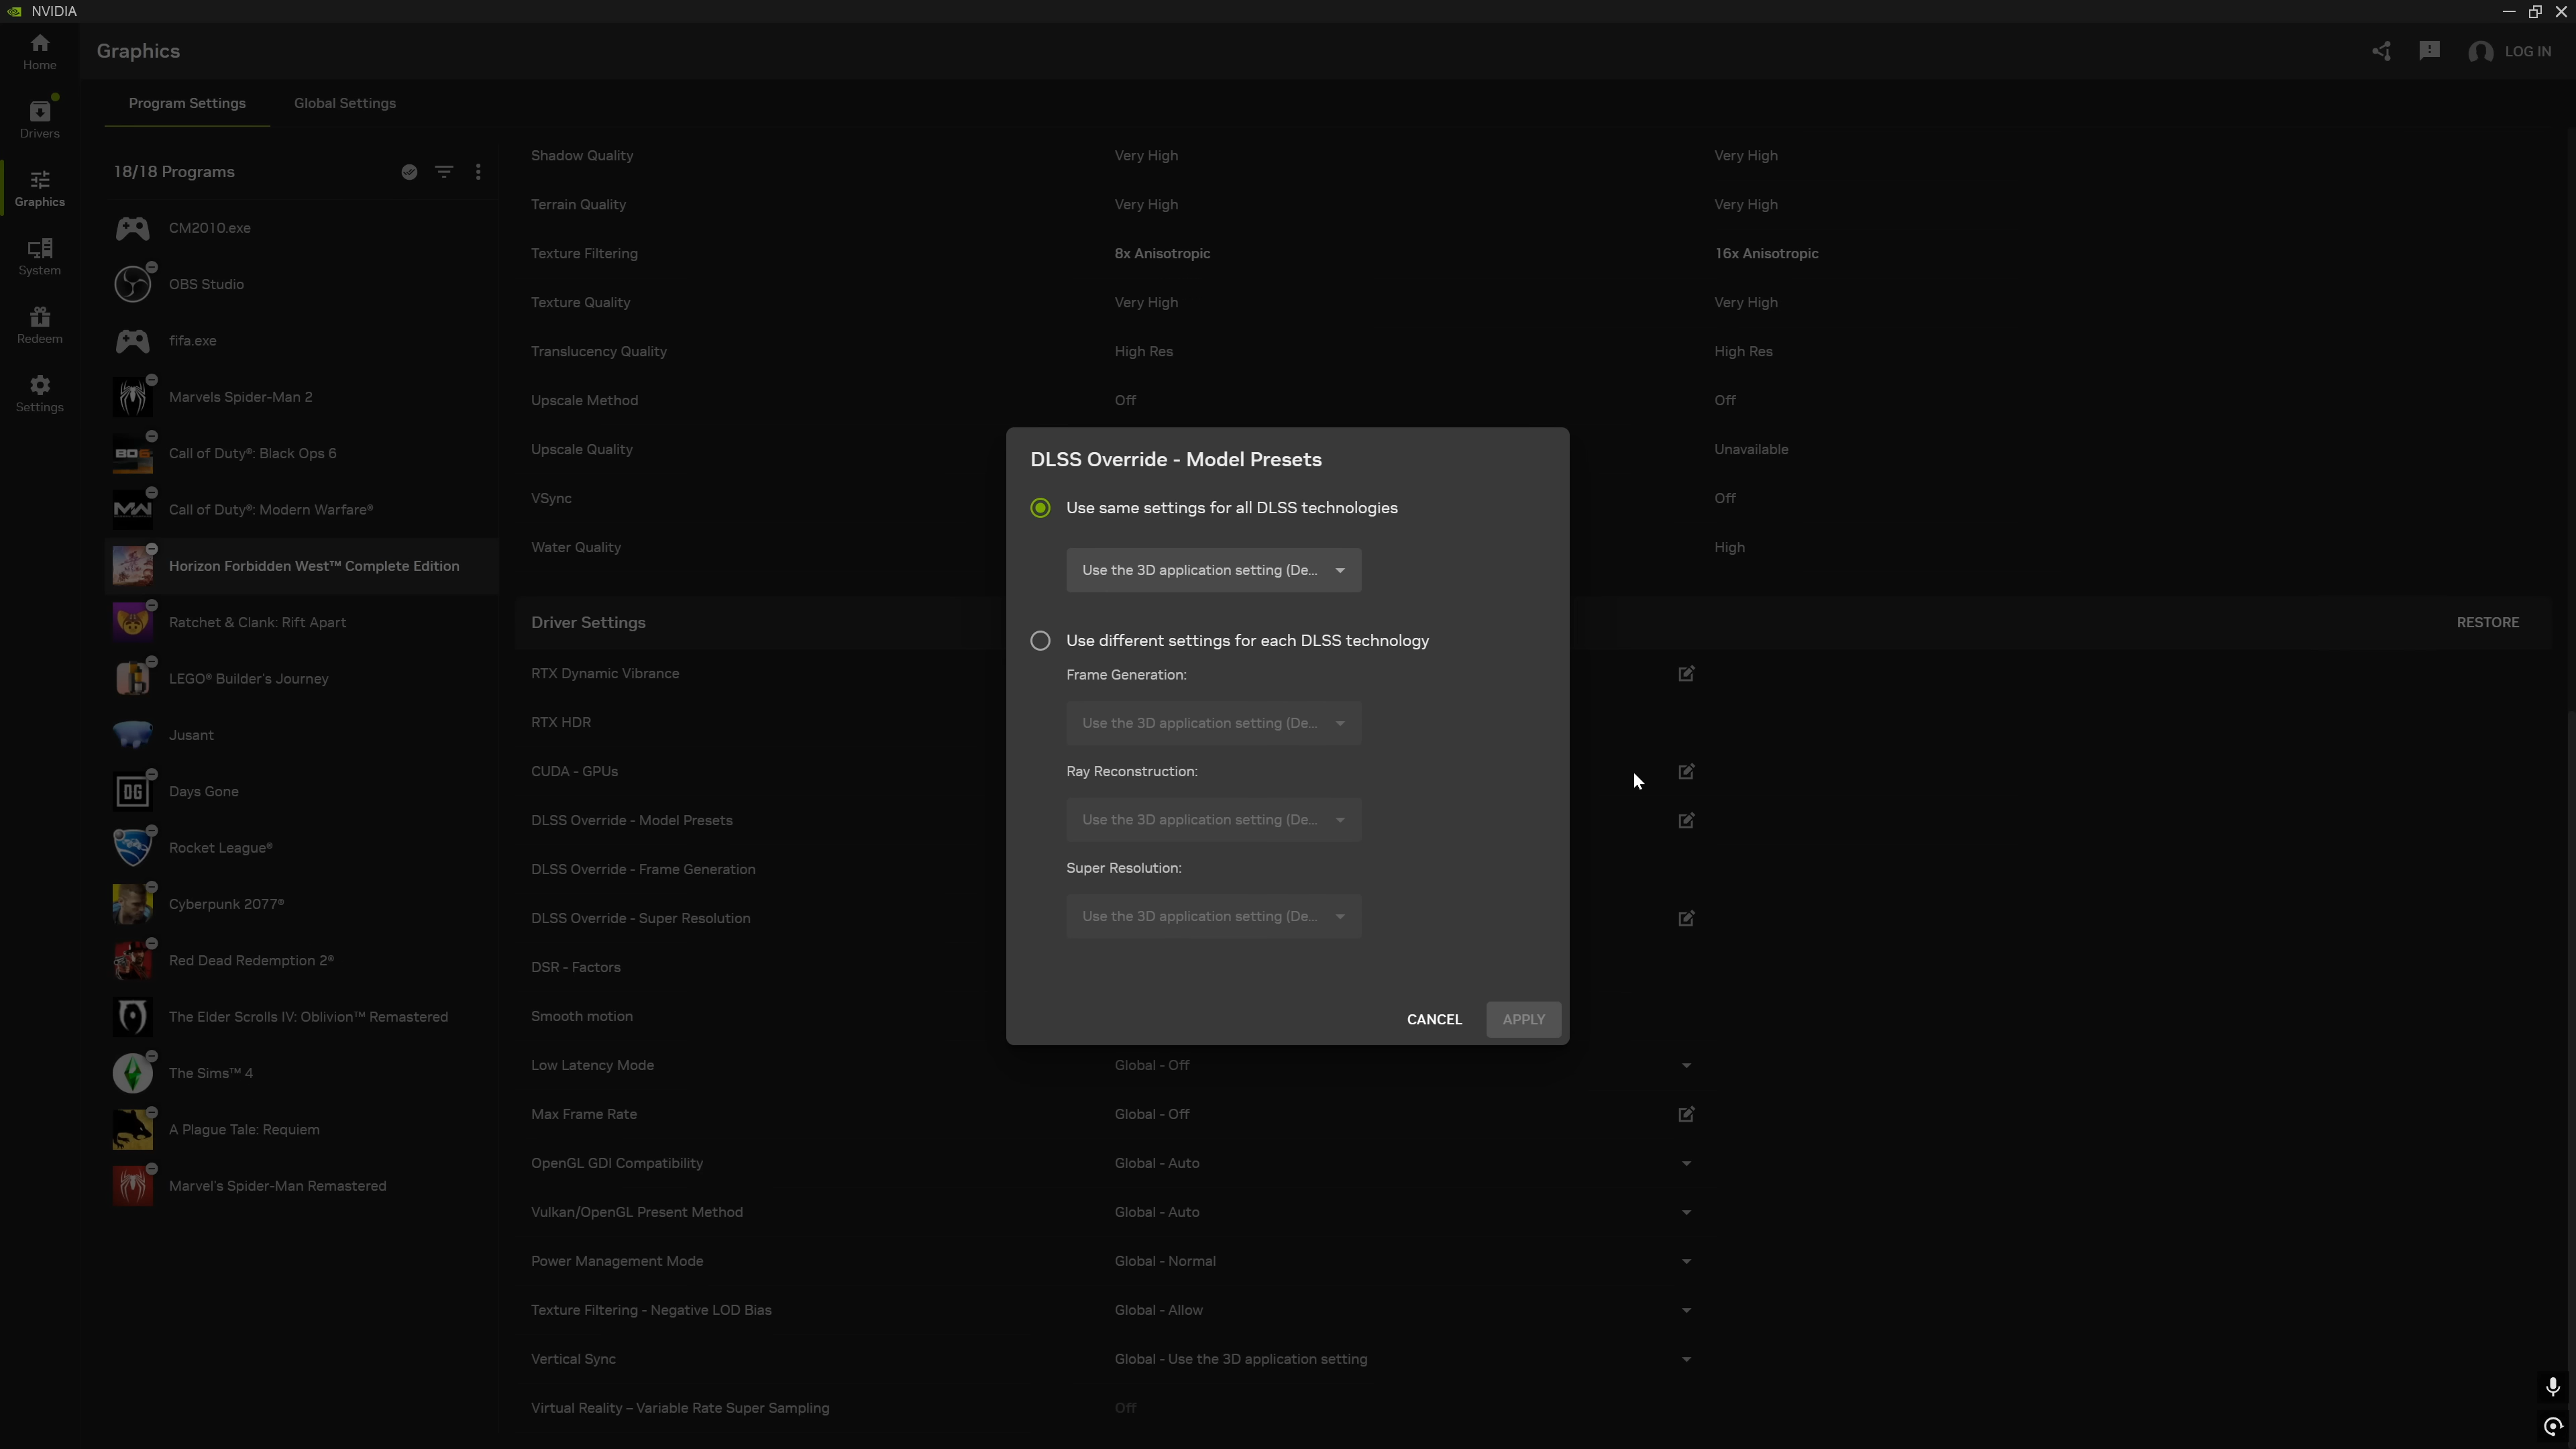 NVIDIA
Home
Drivers
Graphics
System
Redeem
Settings
Graphics
LOG IN
Program Settings
Global Settings
18/18 Programs
CM2010.exe
OBS Studio
fifa.exe
Marvels Spider-Man 2
Call of Duty®: Black Ops 6
Call of Duty®: Modern Warfare®
Horizon Forbidden West™ Complete Edition
Ratchet & Clank: Rift Apart
LEGO® Builder's Journey
Jusant
DG
Days Gone
Rocket League®
Cyberpunk 2077®
Red Dead Redemption 2®
The Elder Scrolls IV: Oblivion™ Remastered
The Sims™ 4
A Plague Tale: Requiem
Marvel's Spider-Man Remastered
Shadow Quality Very High Very High
Terrain Quality Very High Very High
Texture Filtering 8x Anisotropic 16x Anisotropic
Texture Quality Very High Very High
Translucency Quality High Res High Res
Upscale Method Off Off
Upscale Quality Unavailable
VSync Off
Water Quality High
Driver Settings RESTORE
RTX Dynamic Vibrance
RTX HDR
CUDA - GPUs
DLSS Override - Model Presets
DLSS Override - Frame Generation
DLSS Override - Super Resolution
DSR - Factors
Smooth motion
Low Latency Mode Global - Off
Max Frame Rate Global - Off
OpenGL GDI Compatibility Global - Auto
Vulkan/OpenGL Present Method Global - Auto
Power Management Mode Global - Normal
Texture Filtering - Negative LOD Bias Global - Allow
Vertical Sync Global - Use the 3D application setting
Virtual Reality – Variable Rate Super Sampling Off
DLSS Override - Model Presets
Use same settings for all DLSS technologies
Use the 3D application setting (De...
Use different settings for each DLSS technology
Frame Generation:
Use the 3D application setting (De...
Ray Reconstruction:
Use the 3D application setting (De...
Super Resolution:
Use the 3D application setting (De...
CANCEL APPLY